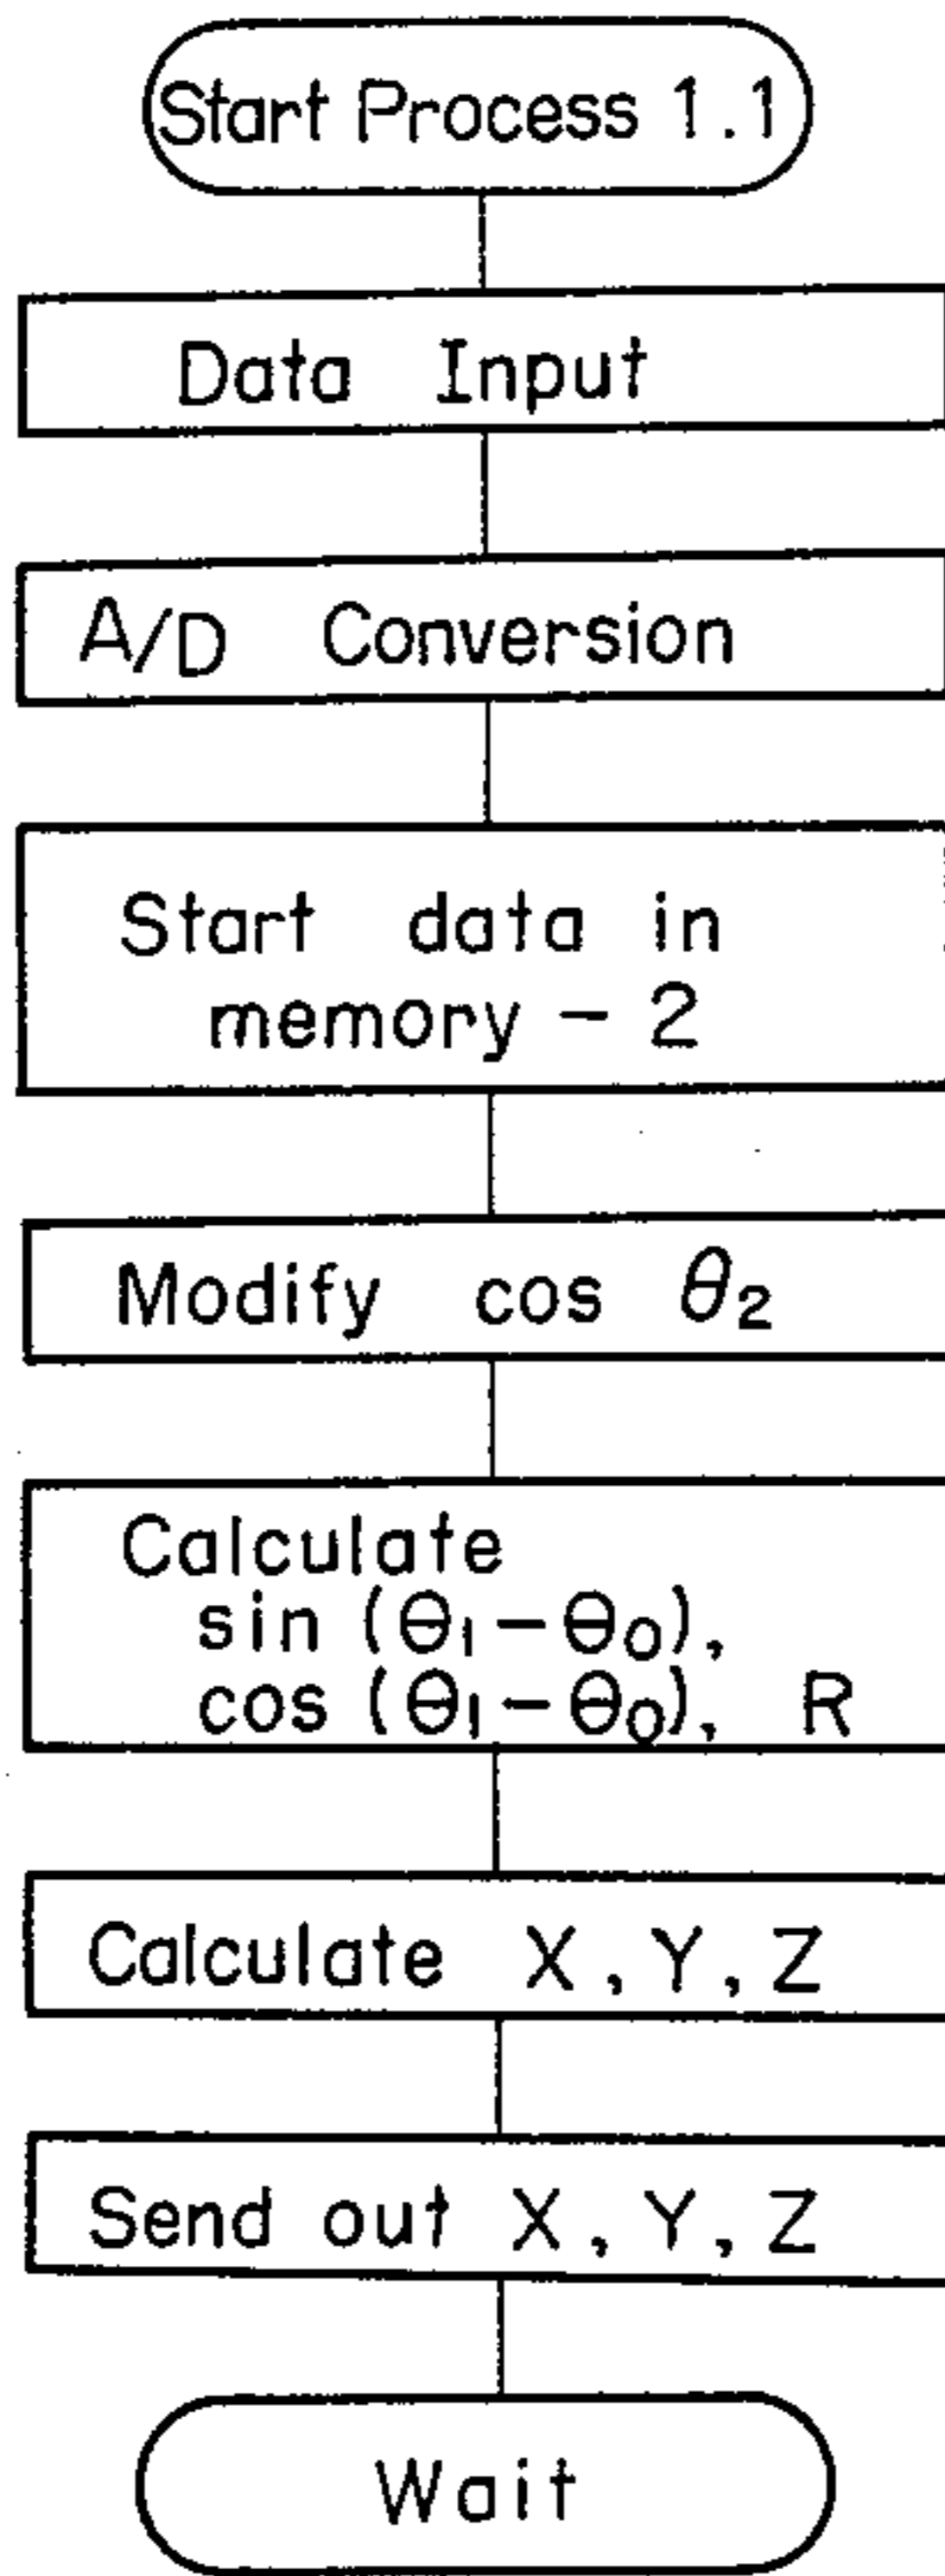 Start Process 1.1
Data Input
A/D Conversion
Start data in
memory - 2
Modify cos θ₂
Calculate
sin (θ₁-θ₀),
cos (θ₁-θ₀), R
Calculate X, Y, Z
Send out X, Y, Z
Wait